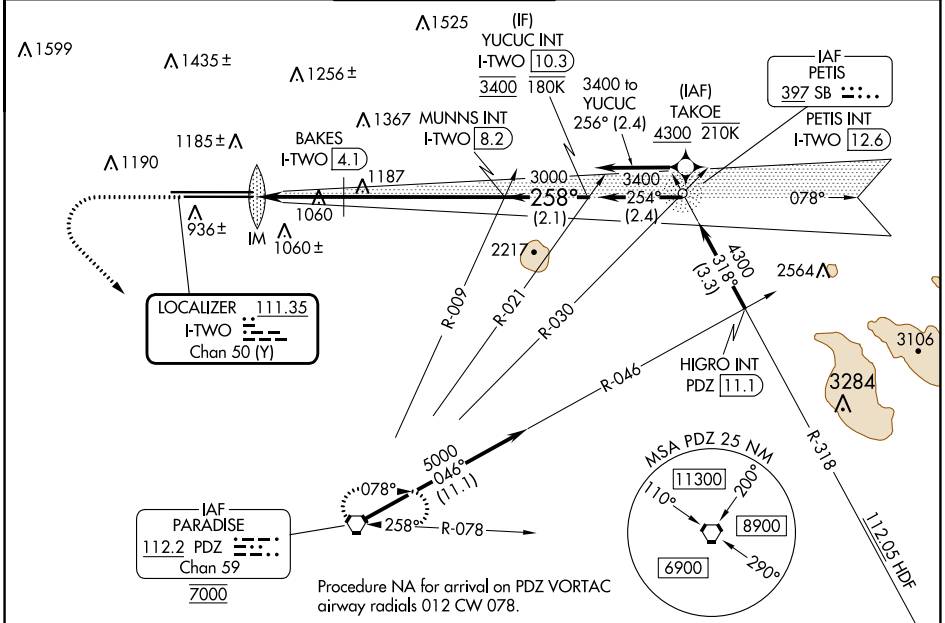 1525
1599
1435±
1256±
(IF)
YUCUC INT
I-TWO 10.3
3400 180K
3400 to
YUCUC
256° (2.4)
(IAF)
TAKOE
4300 210K
IAF
PETIS
397 SB
PETIS INT
I-TWO 12.6
1367
MUNNS INT
I-TWO 8.2
1185±
BAKES
I-TWO 4.1
1190
1187
3000
258°
(2.1)
3400
254°
(2.4)
078°
1060
936±
IM
1060±
2217
4300
318°
(3.3)
2564
R-009
R-021
R-030
LOCALIZER 111.35
I-TWO
Chan 50 (Y)
3106
HIGRO INT
PDZ 11.1
R-046
3284
R-318
5000
046°
(11.1)
MSA PDZ 25 NM
11300
110°
200°
8900
6900
290°
078°
258°
R-078
IAF
PARADISE
112.2 PDZ
Chan 59
7000
112.05 HDF
Procedure NA for arrival on PDZ VORTAC
airway radials 012 CW 078.